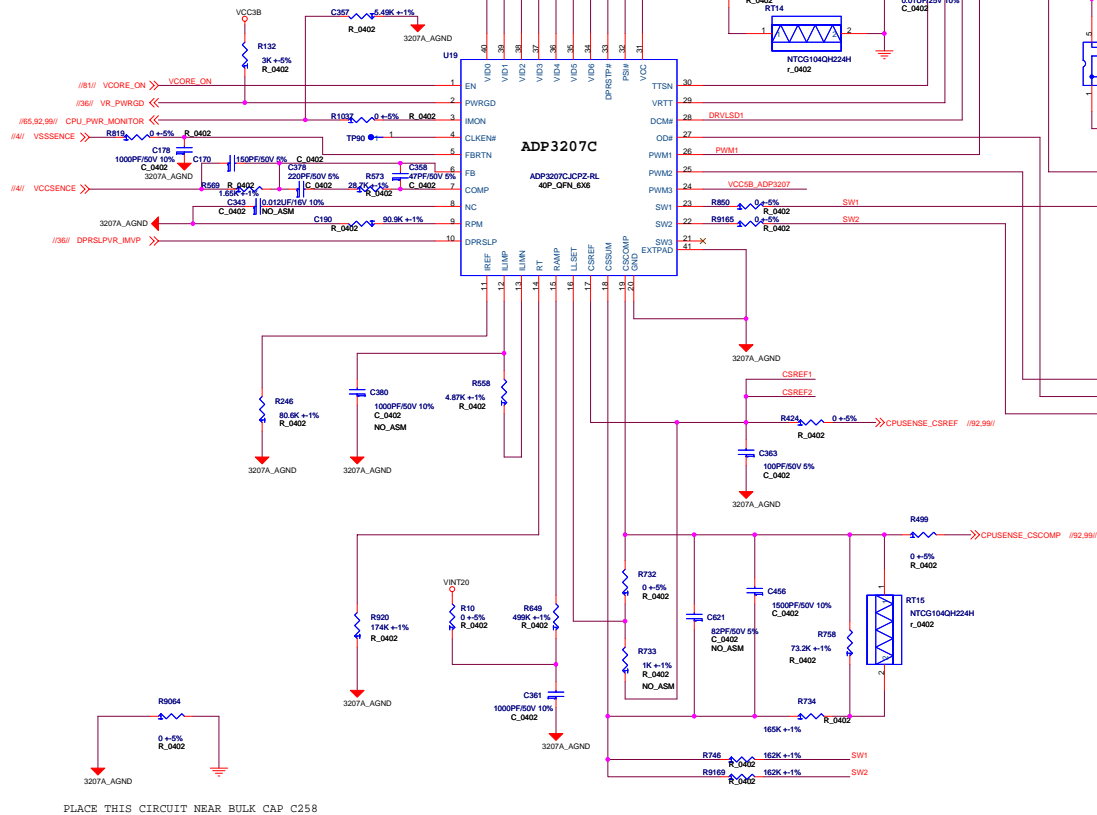 VCC3B
C357
5.49K +-1%
R_0402
3207A_AGND
RT14
1
2
NTCG104QH224H
r_0402
0.01UF/25V 10%
C_0402
5
1
R132
3K +-5%
R_0402
U19
40
39
38
37
36
35
34
33
32
31
VID0
VID1
VID2
VID3
VID4
VID5
VID6
DPRSTP#
PSI#
VCC
//81// VCORE_ON
VCORE_ON
1
EN
//36// VR_PWRGD
2
PWRGD
//65,92,99// CPU_PWR_MONITOR
R1037
0 +-5%
R_0402
3
IMON
//4// VSSSENCE
R819
0 +-5%
R_0402
TP90
1
4
CLKEN#
C178
1000PF/50V 10%
C_0402
3207A_AGND
5
FBRTN
C170
150PF/50V 5%
C_0402
6
FB
C378
220PF/50V 5%
C_0402
R573
28.7K +-1%
R_0402
C358
47PF/50V 5%
C_0402
//4// VCCSENCE
R569
R_0402
1.65K +-1%
7
COMP
C343
0.012UF/16V 10%
C_0402
NO_ASM
8
NC
3207A_AGND
C190
90.9K +-1%
R_0402
9
RPM
//36// DPRSLPVR_IMVP
10
DPRSLP
ADP3207C
ADP3207CJCPZ-RL
40P_QFN_6X6
TTSN
30
VRTT
29
DCM#
28
DRVLSD1
OD#
27
PWM1
26
PWM1
PWM2
25
PWM3
24
VCC5B_ADP3207
SW1
23
R850
0 +-5%
R_0402
SW1
SW2
22
R9165
0 +-5%
R_0402
SW2
SW3
21
EXTPAD
41
IREF
ILIMP
ILIMN
RT
RAMP
LLSET
CSREF
CSSUM
CSCOMP
GND
11
12
13
14
15
16
17
18
19
20
3207A_AGND
CSREF1
CSREF2
R246
80.6K +-1%
R_0402
3207A_AGND
C380
1000PF/50V 10%
C_0402
NO_ASM
3207A_AGND
R558
4.87K +-1%
R_0402
R424
0 +-5%
R_0402
CPUSENSE_CSREF //92,99//
C363
100PF/50V 5%
C_0402
3207A_AGND
R499
0 +-5%
R_0402
CPUSENSE_CSCOMP //92,99//
VINT20
R10
0 +-5%
R_0402
R649
499K +-1%
R_0402
R920
174K +-1%
R_0402
3207A_AGND
R732
0 +-5%
R_0402
R733
1K +-1%
R_0402
NO_ASM
C621
82PF/50V 5%
C_0402
NO_ASM
C456
1500PF/50V 10%
C_0402
R758
73.2K +-1%
R_0402
1
2
RT15
NTCG104QH224H
r_0402
C361
1000PF/50V 10%
C_0402
3207A_AGND
R734
R_0402
165K +-1%
R9064
0 +-5%
R_0402
3207A_AGND
R746
R_0402
162K +-1%
SW1
R9169
R_0402
162K +-1%
SW2
PLACE THIS CIRCUIT NEAR BULK CAP C258